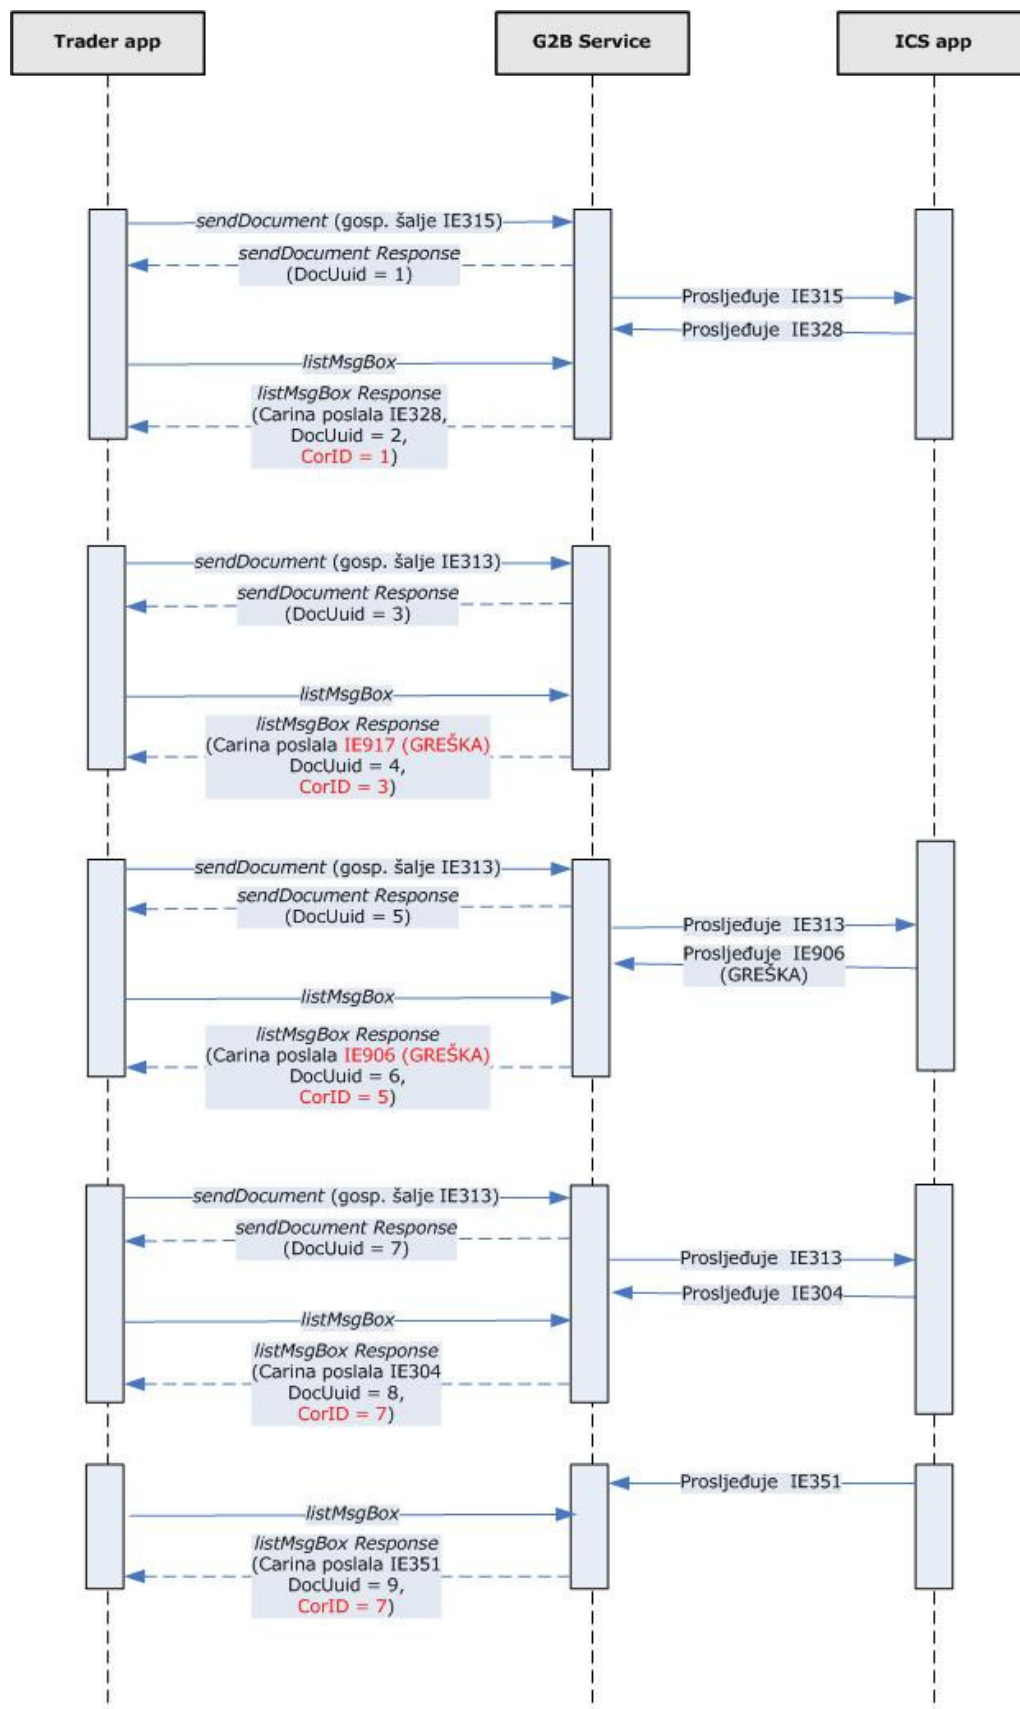 Trader app
G2B Service
ICS app
sendDocument (gosp. šalje IE315)
sendDocument Response
(DocUuid = 1)
Prosljeđuje IE315
Prosljeđuje IE328
listMsgBox
listMsgBox Response
(Carina poslala IE328,
DocUuid = 2,
CorID = 1)
sendDocument (gosp. šalje IE313)
sendDocument Response
(DocUuid = 3)
listMsgBox
listMsgBox Response
(Carina poslala IE917 (GREŠKA)
DocUuid = 4,
CorID = 3)
sendDocument (gosp. šalje IE313)
sendDocument Response
(DocUuid = 5)
Prosljeđuje IE313
Prosljeđuje IE906
(GREŠKA)
listMsgBox
listMsgBox Response
(Carina poslala IE906 (GREŠKA)
DocUuid = 6,
CorID = 5)
sendDocument (gosp. šalje IE313)
sendDocument Response
(DocUuid = 7)
Prosljeđuje IE313
Prosljeđuje IE304
listMsgBox
listMsgBox Response
(Carina poslala IE304
DocUuid = 8,
CorID = 7)
Prosljeđuje IE351
listMsgBox
listMsgBox Response
(Carina poslala IE351
DocUuid = 9,
CorID = 7)